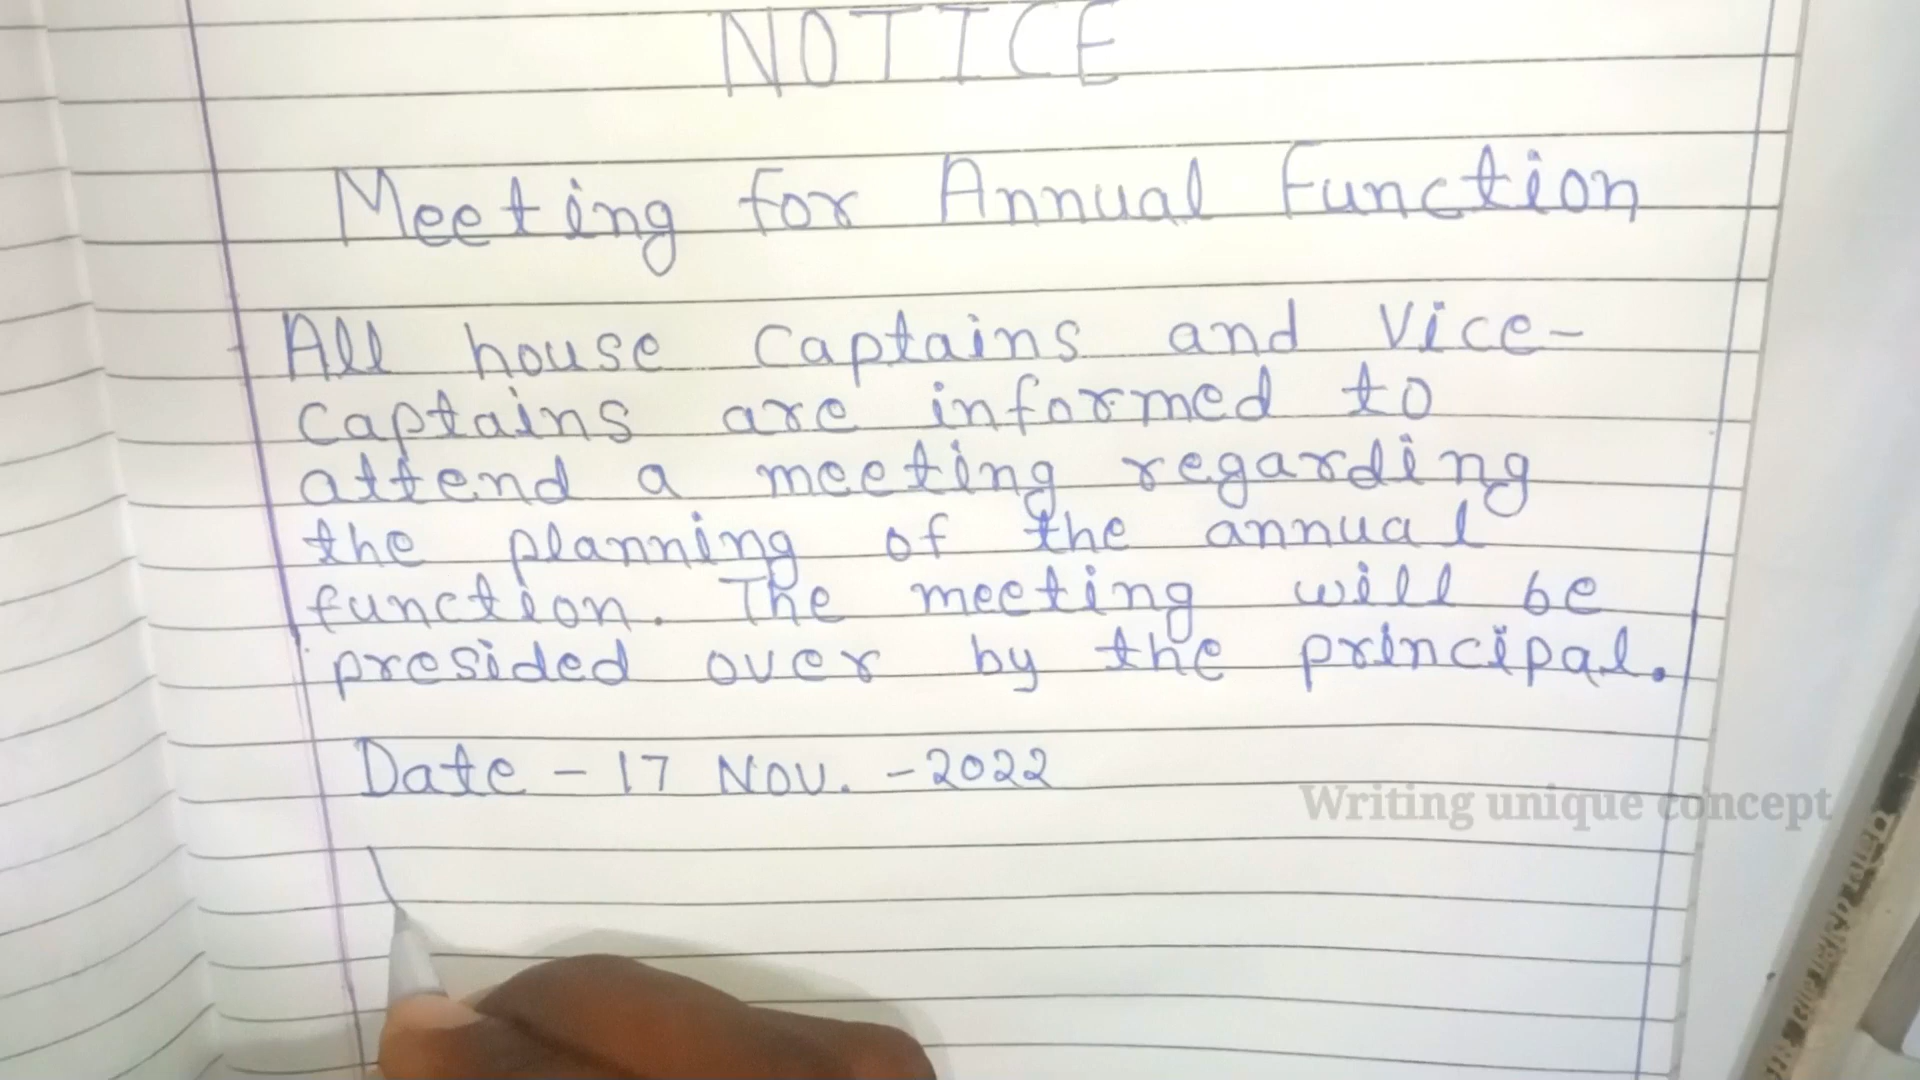 NOTICE
Meeting for Annual Function
All house Captains and Vice-
Captains are informed to
attend a meeting regarding
the planning of the annual
function. The meeting will be
presided over by the principal.
Date - 17 Nov. - 2022
Writing unique concept